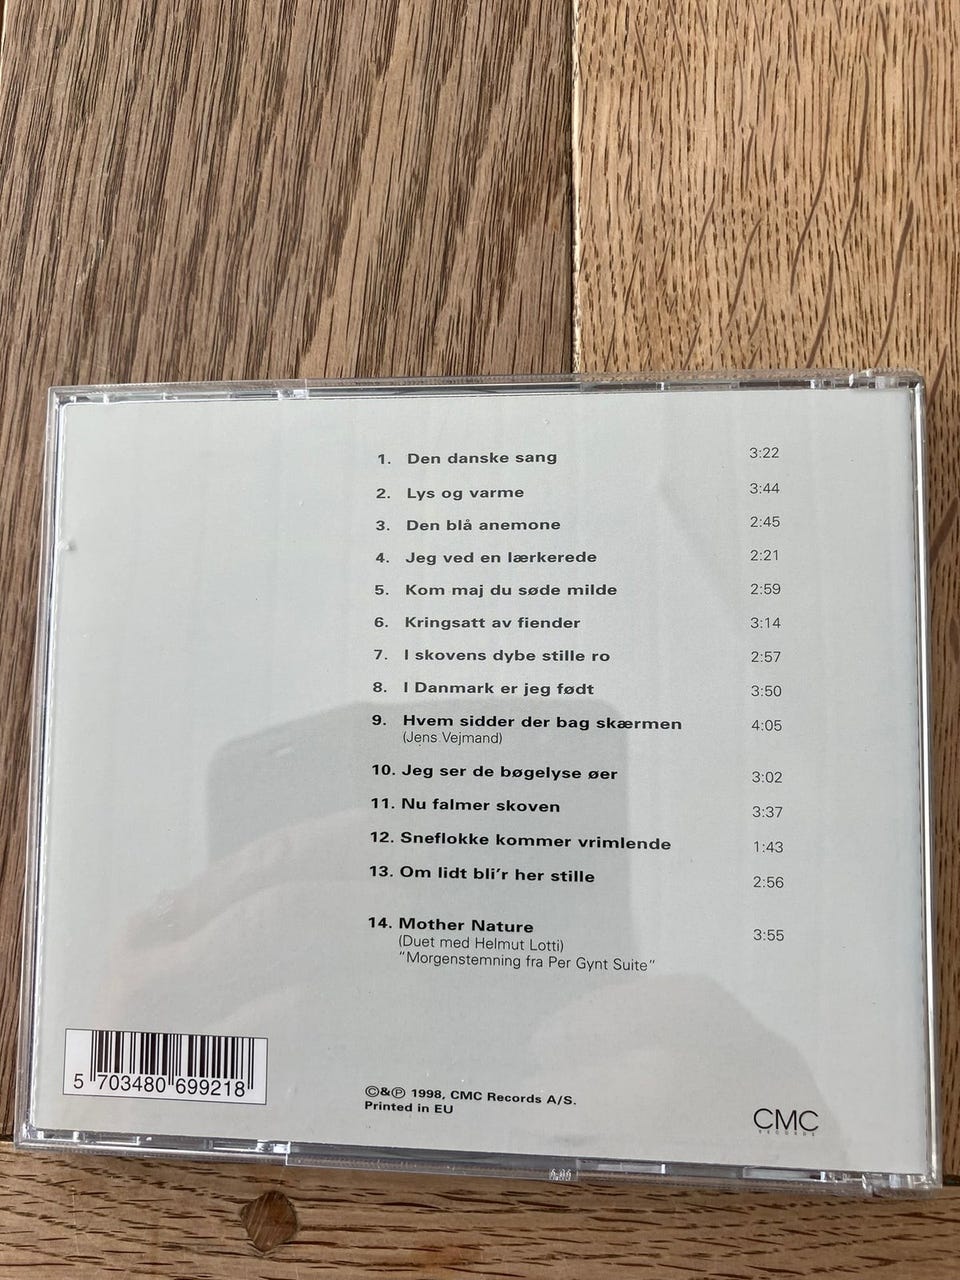 1. Den danske sang 3:22
2. Lys og varme 3:44
3. Den blå anemone 2:45
4. Jeg ved en lærkerede 2:21
5. Kom maj du søde milde 2:59
6. Kringsatt av fiender 3:14
7. I skovens dybe stille ro 2:57
8. I Danmark er jeg født 3:50
9. Hvem sidder der bag skærmen 4:05
(Jens Vejmand)
10. Jeg ser de bøgelyse øer 3:02
11. Nu falmer skoven 3:37
12. Sneflokke kommer vrimlende 1:43
13. Om lidt bli'r her stille 2:56
14. Mother Nature 3:55
(Duet med Helmut Lotti)
"Morgenstemning fra Per Gynt Suite"
5 703480 699218
©&℗ 1998, CMC Records A/S.
Printed in EU
CMC
RECORDS